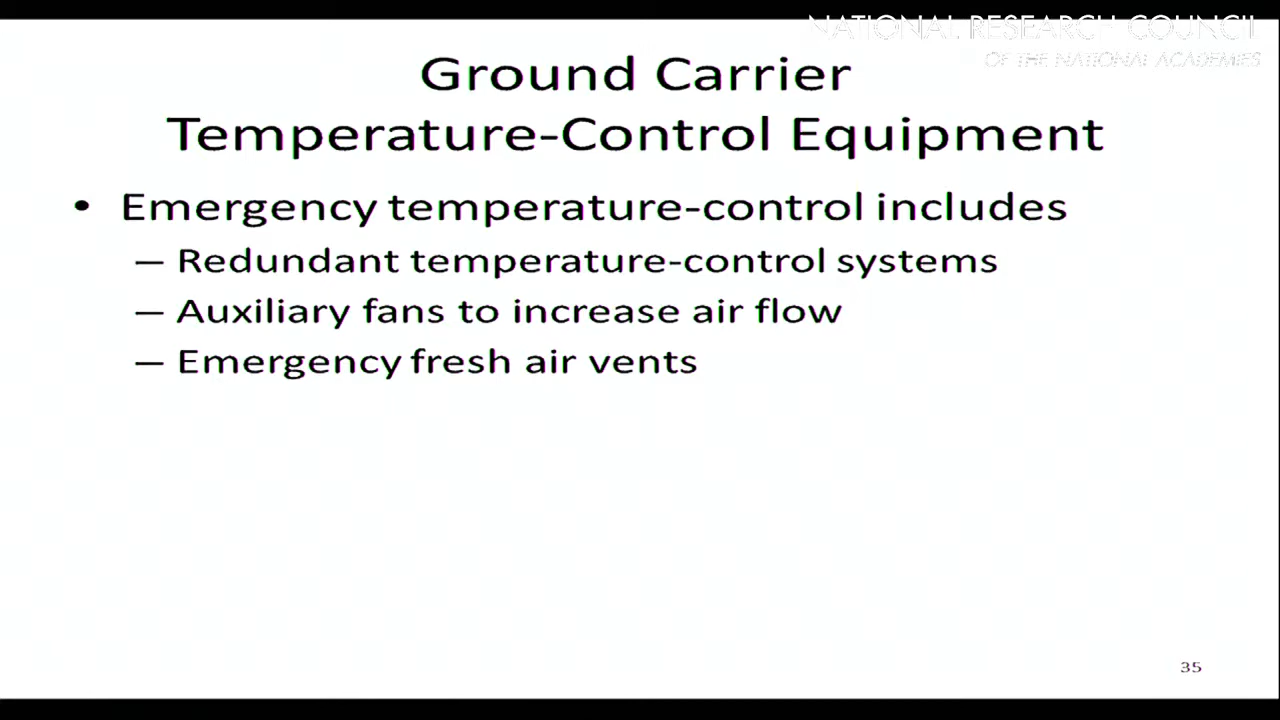 NATIONAL RESEARCH COUNCIL
OF THE NATIONAL ACADEMIES
Ground Carrier
Temperature-Control Equipment
• Emergency temperature-control includes
– Redundant temperature-control systems
– Auxiliary fans to increase air flow
– Emergency fresh air vents
35